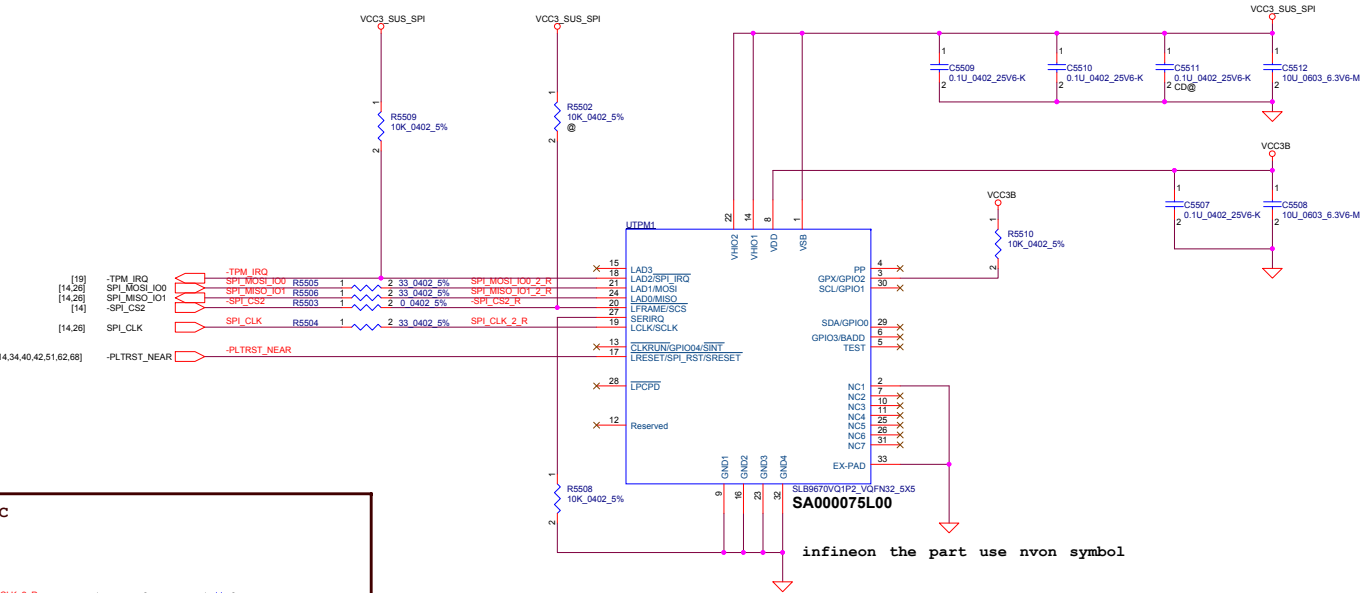 VCC3_SUS_SPI
VCC3_SUS_SPI
VCC3_SUS_SPI
1
R5509
10K_0402_5%
2
1
R5502
10K_0402_5%
@
2
1
C5509
0.1U_0402_25V6-K
2
1
C5510
0.1U_0402_25V6-K
2
1
C5511
0.1U_0402_25V6-K
2
CD@
1
C5512
10U_0603_6.3V6-M
2
VCC3B
1
C5507
0.1U_0402_25V6-K
2
1
C5508
10U_0603_6.3V6-M
2
VCC3B
1
R5510
10K_0402_5%
2
UTPM1
22 VHIO2
14 VHIO1
8 VDD
1 VSB
[19] -TPM_IRQ -TPM_IRQ
[14,26] SPI_MOSI_IO0 SPI_MOSI_IO0 R5505 1 2 33_0402_5% SPI_MOSI_IO0_2_R
[14,26] SPI_MISO_IO1 SPI_MISO_IO1 R5506 1 2 33_0402_5% SPI_MISO_IO1_2_R
[14] -SPI_CS2 -SPI_CS2 R5503 1 2 0_0402_5% -SPI_CS2_R
[14,26] SPI_CLK SPI_CLK R5504 1 2 33_0402_5% SPI_CLK_2_R
14,34,40,42,51,62,68] -PLTRST_NEAR -PLTRST_NEAR
15 LAD3
18 LAD2/SPI_IRQ
21 LAD1/MOSI
24 LAD0/MISO
20 LFRAME/SCS
27 SERIRQ
19 LCLK/SCLK
13 CLKRUN/GPIO04/SINT
17 LRESET/SPI_RST/SRESET
28 LPCPD
12 Reserved
PP 4
GPX/GPIO2 3
SCL/GPIO1 30
SDA/GPIO0 29
GPIO3/BADD 6
TEST 5
NC1 2
NC2 7
NC3 10
NC4 11
NC5 25
NC6 26
NC7 31
EX-PAD 33
GND1 9
GND2 16
GND3 23
GND4 32
1
R5508
10K_0402_5%
2
SLB9670VQ1P2_VQFN32_5X5
SA000075L00
infineon the part use nvon symbol
C